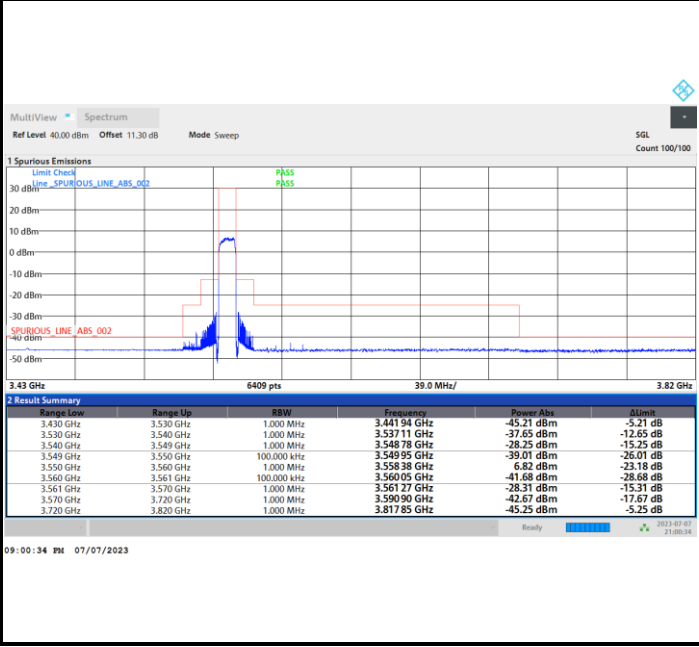 MultiView Spectrum
Ref Level 40.00 dBm Offset 11.30 dB Mode Sweep SGL
Count 100/100
1 Spurious Emissions
Limit Check PASS
Line _SPURIOUS_LINE_ABS_002 PASS
30 dBm
20 dBm
10 dBm
0 dBm
-10 dBm
-20 dBm
-30 dBm
SPURIOUS_LINE_ABS_002
-40 dBm
-50 dBm
3.43 GHz 6409 pts 39.0 MHz/ 3.82 GHz
2 Result Summary
Range Low Range Up RBW Frequency Power Abs ΔLimit
3.430 GHz 3.530 GHz 1.000 MHz 3.441 94 GHz -45.21 dBm -5.21 dB
3.530 GHz 3.540 GHz 1.000 MHz 3.537 11 GHz -37.65 dBm -12.65 dB
3.540 GHz 3.549 GHz 1.000 MHz 3.548 78 GHz -28.25 dBm -15.25 dB
3.549 GHz 3.550 GHz 100.000 kHz 3.549 95 GHz -39.01 dBm -26.01 dB
3.550 GHz 3.560 GHz 1.000 MHz 3.558 38 GHz 6.82 dBm -23.18 dB
3.560 GHz 3.561 GHz 100.000 kHz 3.560 05 GHz -41.68 dBm -28.68 dB
3.561 GHz 3.570 GHz 1.000 MHz 3.561 27 GHz -28.31 dBm -15.31 dB
3.570 GHz 3.720 GHz 1.000 MHz 3.590 90 GHz -42.67 dBm -17.67 dB
3.720 GHz 3.820 GHz 1.000 MHz 3.817 85 GHz -45.25 dBm -5.25 dB
Ready 2023-07-07
21:00:34
09:00:34 PM 07/07/2023